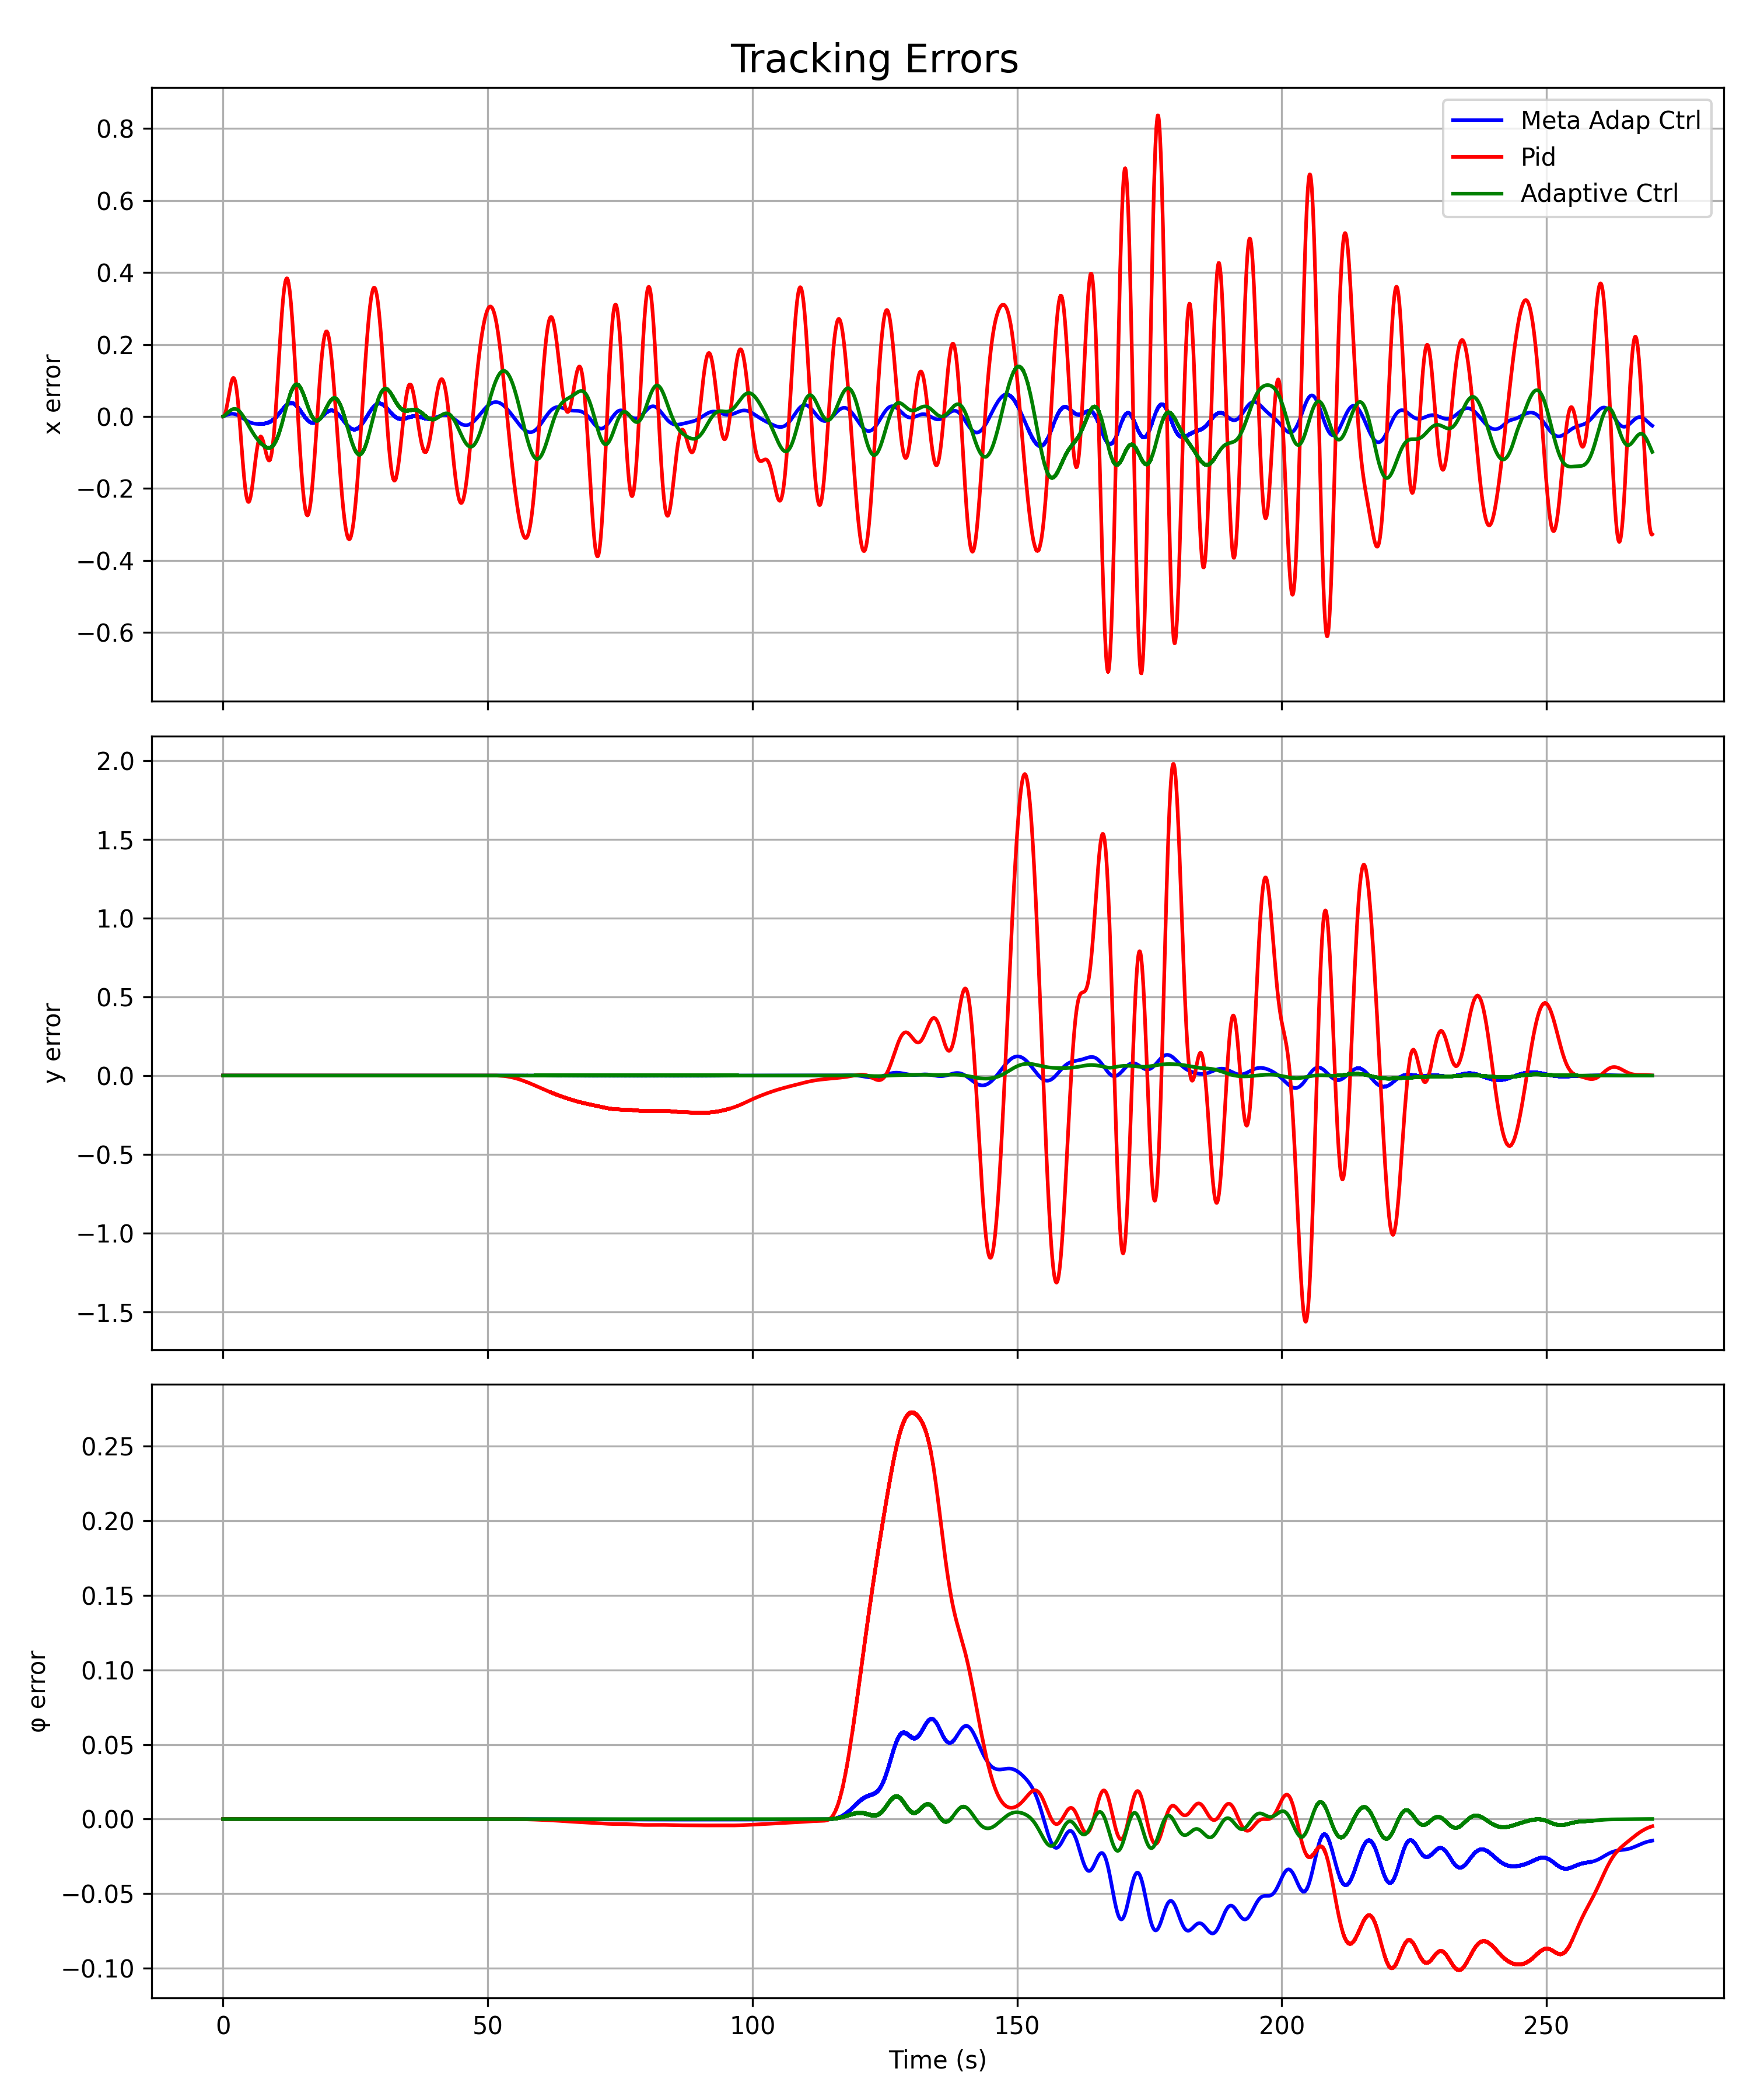 Tracking Errors
Meta Adap Ctrl
Pid
Adaptive Ctrl
0.8
0.6
0.4
0.2
0.0
−0.2
−0.4
−0.6
x error
2.0
1.5
1.0
0.5
0.0
−0.5
−1.0
−1.5
y error
0.25
0.20
0.15
0.10
0.05
0.00
−0.05
−0.10
φ error
0 50 100 150 200 250
Time (s)